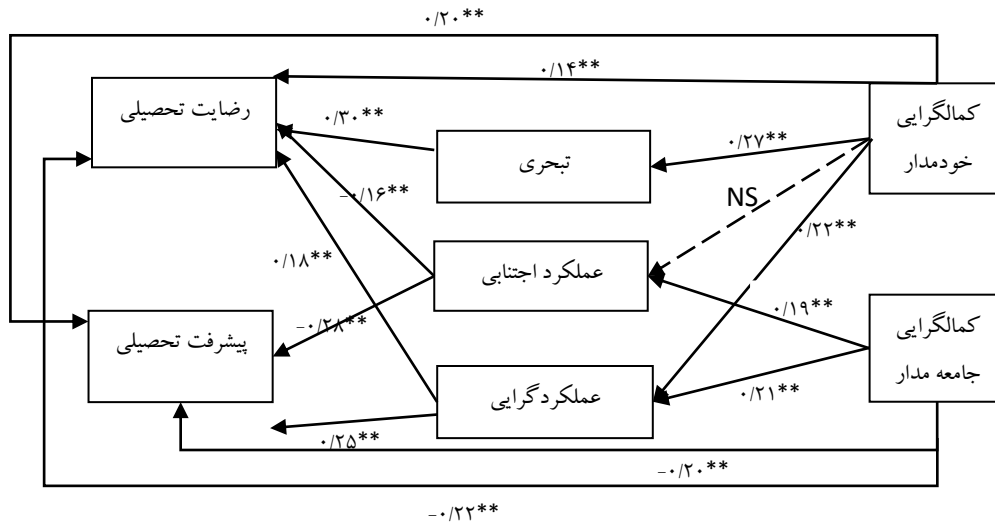 ۰/۲۰**
۰/۱۴**
کمالگرایی
خودمدار
رضایت تحصیلی
۰/۳۰**
۰/۲۷**
تبحری
NS
-۰/۱۶**
۰/۲۲**
عملکرد اجتنابی
۰/۱۸**
۰/۱۹**
کمالگرایی
جامعه مدار
-۰/۲۸**
پیشرفت تحصیلی
عملکردگرایی
۰/۲۱**
۰/۲۵**
-۰/۲۰**
-۰/۲۲**